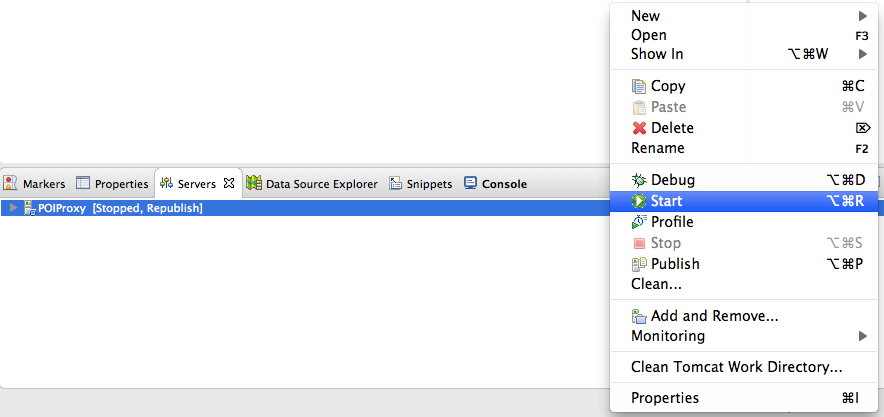 New
Open F3
Show In ⌥⌘W
Copy ⌘C
Paste ⌘V
Delete ⌦
Rename F2
Markers Properties Servers Data Source Explorer Snippets Console
Debug ⌥⌘D
POIProxy [Stopped, Republish]
Start ⌥⌘R
Profile
Stop ⌥⌘S
Publish ⌥⌘P
Clean...
Add and Remove...
Monitoring
Clean Tomcat Work Directory...
Properties ⌘I